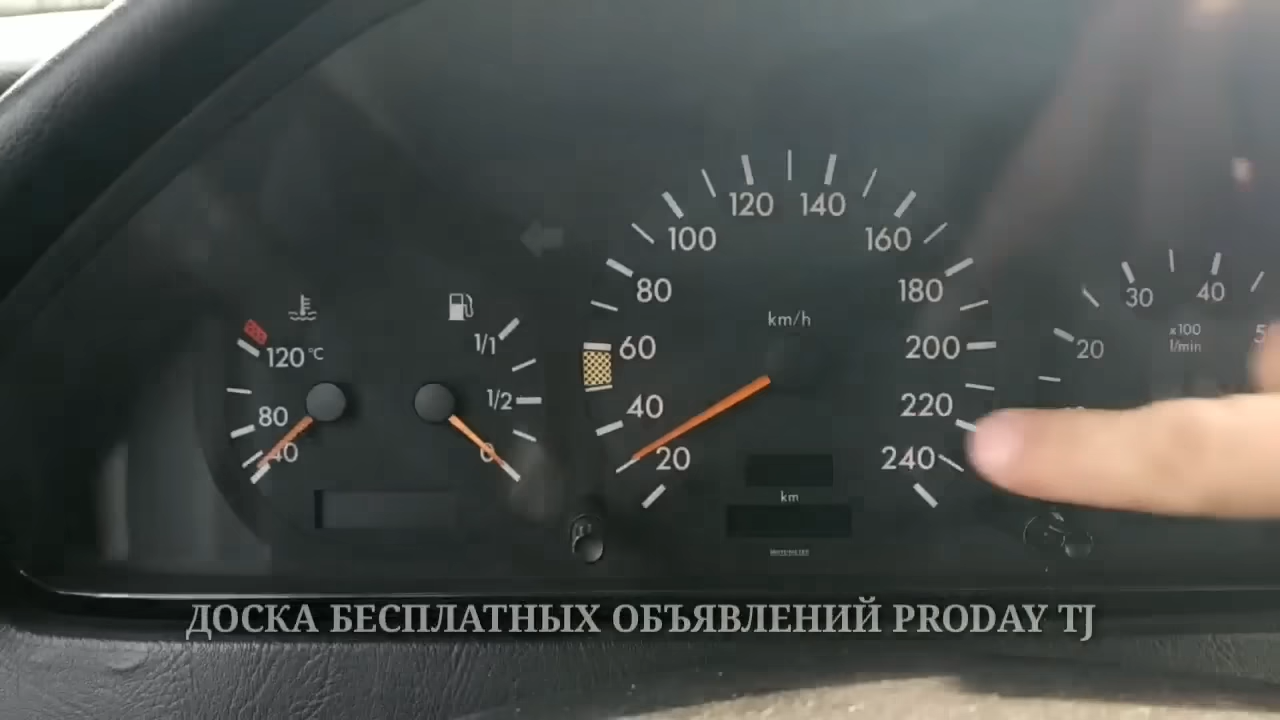 120 140
100 160
80 180
km/h
30 40
x100
l/min
1/1 60 200 20
120 °C
1/2 40 220
80
40 0 20 240
km
ДОСКА БЕСПЛАТНЫХ ОБЪЯВЛЕНИЙ PRODAY TJ